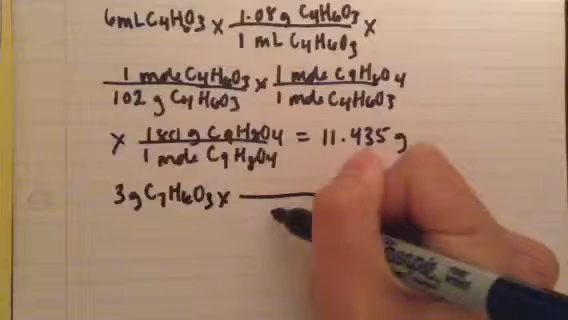 6mL C4H6O3 x 1.08 g C4H6O3 / 1 mL C4H6O3 x
1 mole C4H6O3 / 102 g C4H6O3 x 1 mole C9H8O4 / 1 mole C4H6O3
x 180 g C9H8O4 / 1 mole C9H8O4 = 11.435 g
3g C7H6O3 x
Sharpie